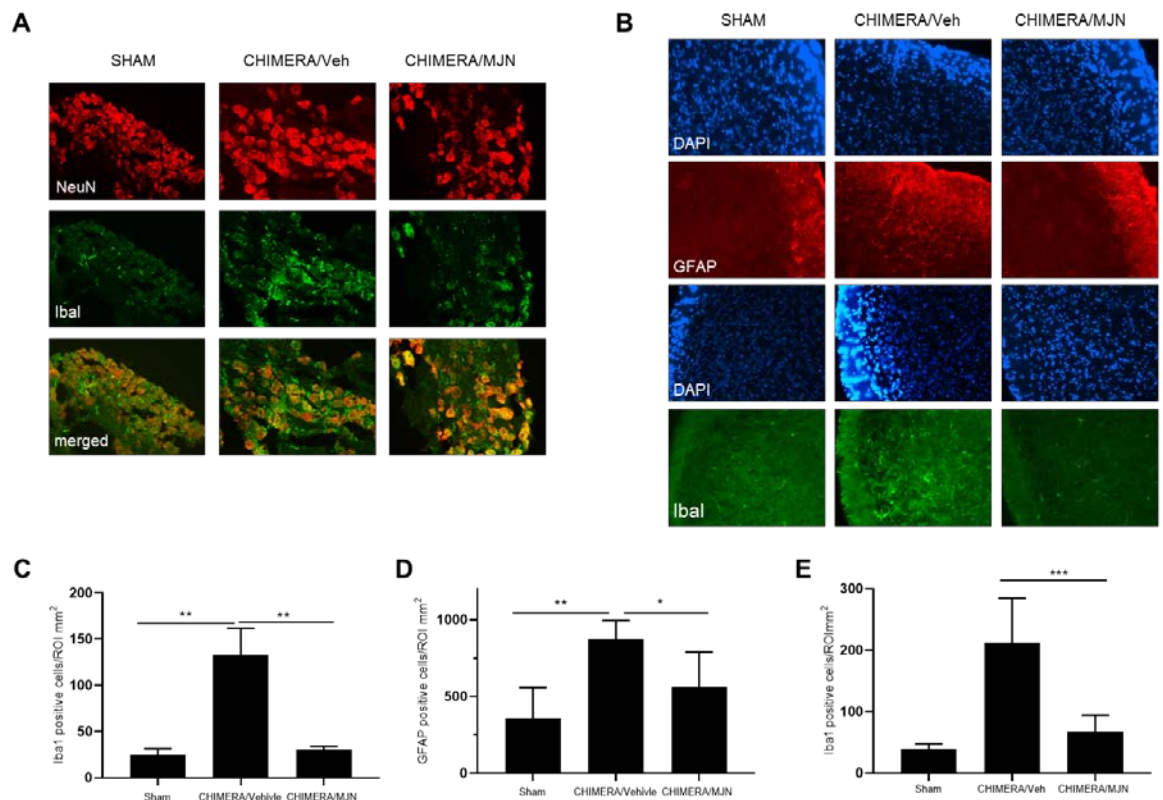 A
SHAM CHIMERA/Veh CHIMERA/MJN
NeuN
Ibal
merged
B
SHAM CHIMERA/Veh CHIMERA/MJN
DAPI
GFAP
DAPI
Ibal
C
Iba1 positive cells/ROI mm²
200
150
100
50
0
** **
Sham CHIMERA/Vehivle CHIMERA/MJN
D
GFAP positive cells/ROI mm²
1000
500
0
** *
Sham CHIMERA/Vehivle CHIMERA/MJN
E
Iba1 positive cells/ROImm²
300
200
100
0
***
Sham CHIMERA/Veh CHIMERA/MJN